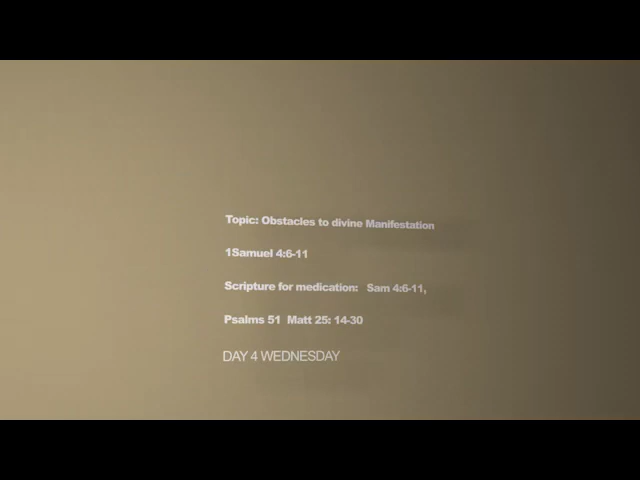 Topic: Obstacles to divine Manifestation
1Samuel 4:6-11
Scripture for medication: Sam 4:6-11,
Psalms 51 Matt 25: 14-30
DAY 4 WEDNESDAY